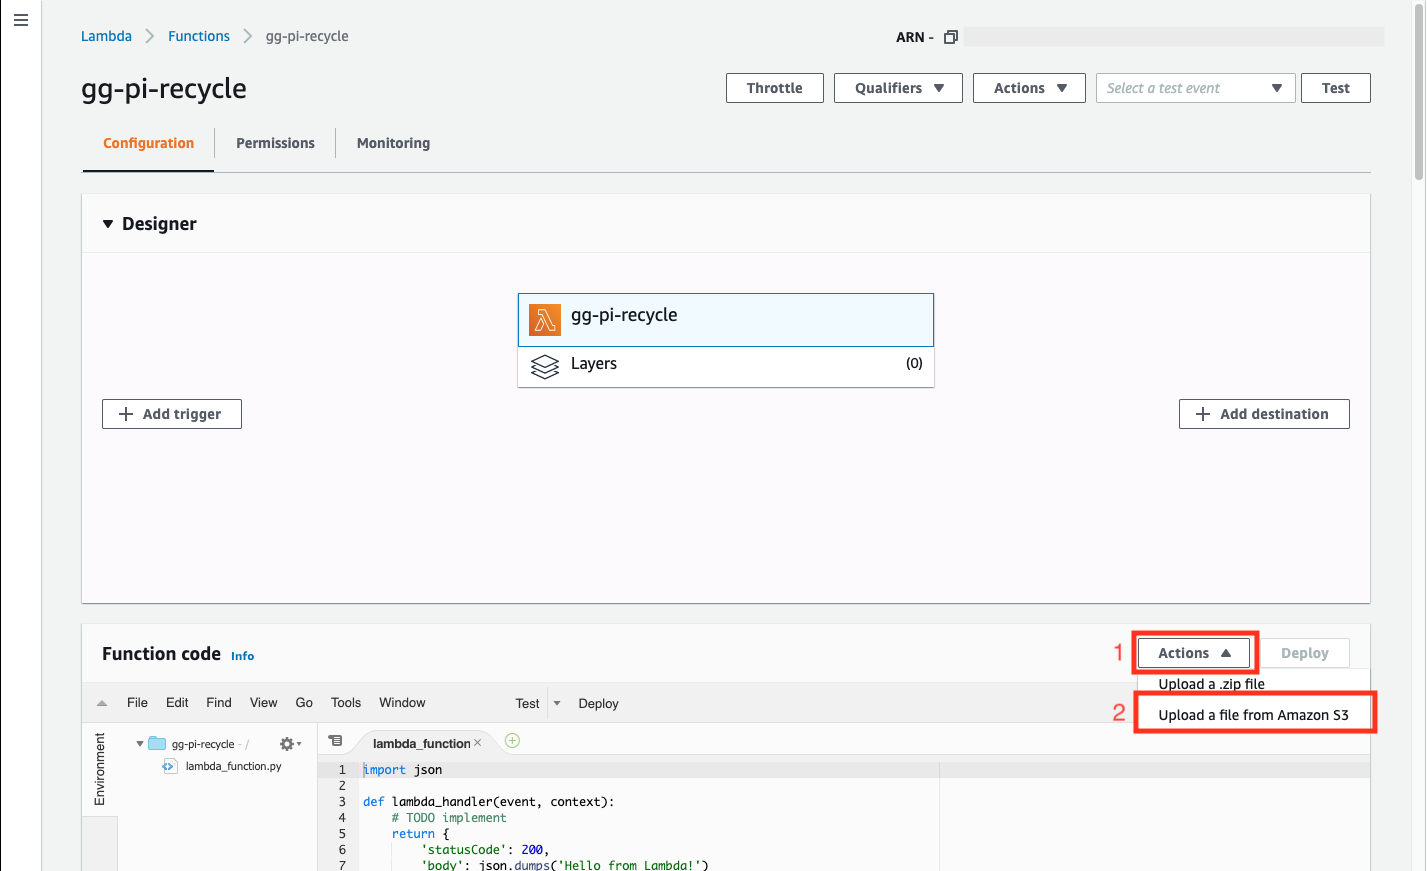 Lambda Functions gg-pi-recycle ARN -
gg-pi-recycle Throttle Qualifiers Actions Select a test event Test
Configuration Permissions Monitoring
Designer
gg-pi-recycle
Layers (0)
+ Add trigger + Add destination
Function code Info 1 Actions Deploy
Upload a .zip file
File Edit Find View Go Tools Window Test Deploy
2 Upload a file from Amazon S3
Environment
gg-pi-recycle - /
lambda_function.py
lambda_function
1 import json
2
3 def lambda_handler(event, context):
4 # TODO implement
5 return {
6 'statusCode': 200,
7 'body': json.dumps('Hello from Lambda!')